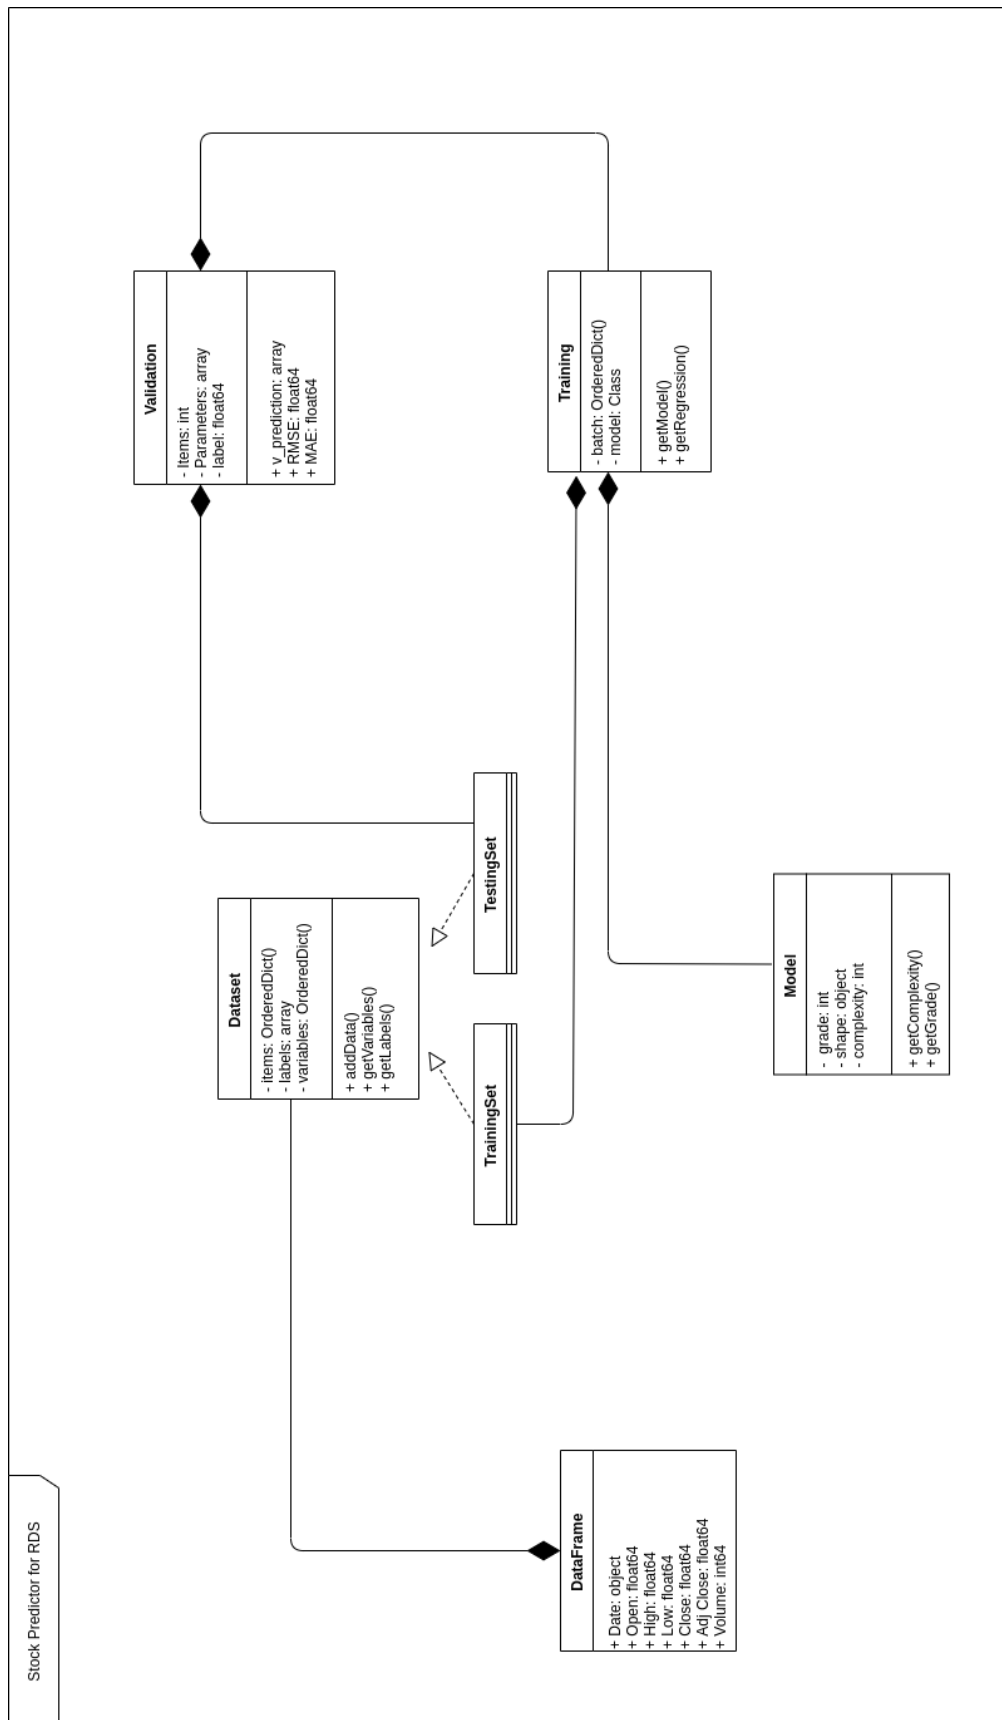 Stock Predictor for RDS
DataFrame
+ Date: object
+ Open: float64
+ High: float64
+ Low: float64
+ Close: float64
+ Adj Close: float64
+ Volume: int64
Dataset
- items: OrderedDict()
- labels: array
- variables: OrderedDict()
+ addData()
+ getVariables()
+ getLabels()
TrainingSet
TestingSet
Model
- grade: int
- shape: object
- complexity: int
+ getComplexity()
+ getGrade()
Validation
- Items: int
- Parameters: array
- label: float64
+ v_prediction: array
+ RMSE: float64
+ MAE: float64
Training
- batch: OrderedDict()
- model: Class
+ getModel()
+ getRegression()